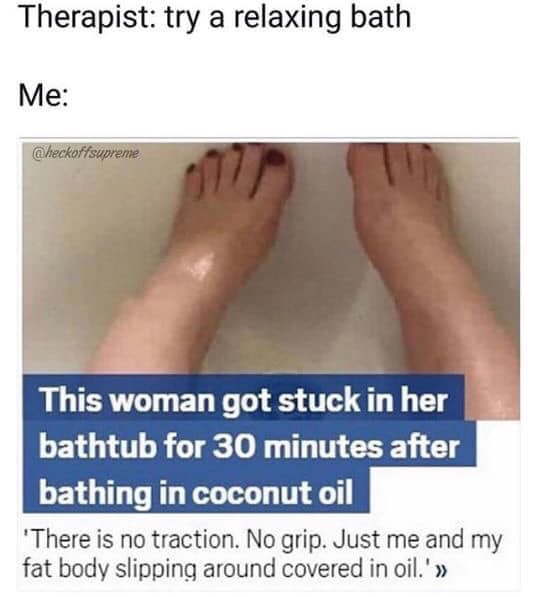 Therapist: try a relaxing bath
Me:
@heckoffsupreme
This woman got stuck in her
bathtub for 30 minutes after
bathing in coconut oil
'There is no traction. No grip. Just me and my
fat body slipping around covered in oil.' »